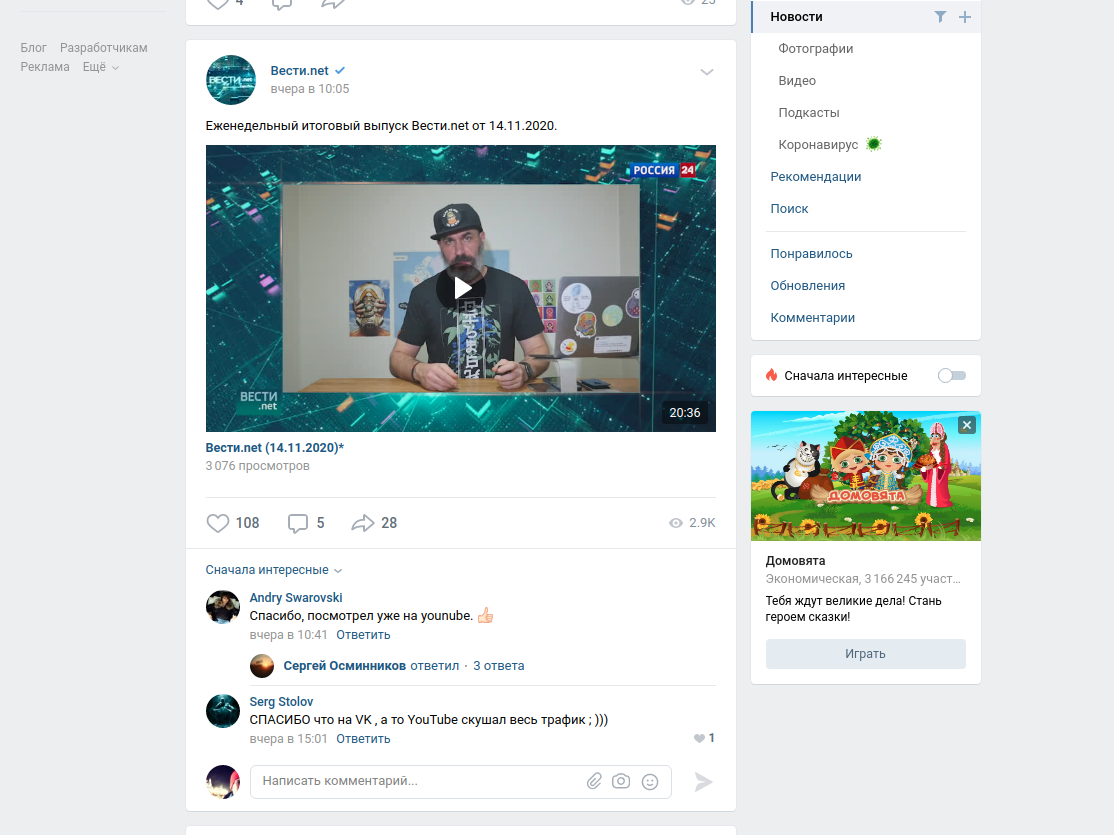 4
25
Блог Разработчикам
Реклама Ещё
Вести.net
вчера в 10:05
Еженедельный итоговый выпуск Вести.net от 14.11.2020.
ВЕСТИ.net
РОССИЯ 24
ВЕСТИ
.net
20:36
Вести.net (14.11.2020)*
3 076 просмотров
108 5 28 2.9K
Сначала интересные
Andry Swarovski
Спасибо, посмотрел уже на younube.
вчера в 10:41 Ответить
Сергей Осминников ответил · 3 ответа
Serg Stolov
СПАСИБО что на VK , а то YouTube скушал весь трафик ; )))
вчера в 15:01 Ответить
1
Написать комментарий...
Новости
Фотографии
Видео
Подкасты
Коронавирус
Рекомендации
Поиск
Понравилось
Обновления
Комментарии
Сначала интересные
ДОМОВЯТА
Домовята
Экономическая, 3 166 245 участ...
Тебя ждут великие дела! Стань
героем сказки!
Играть